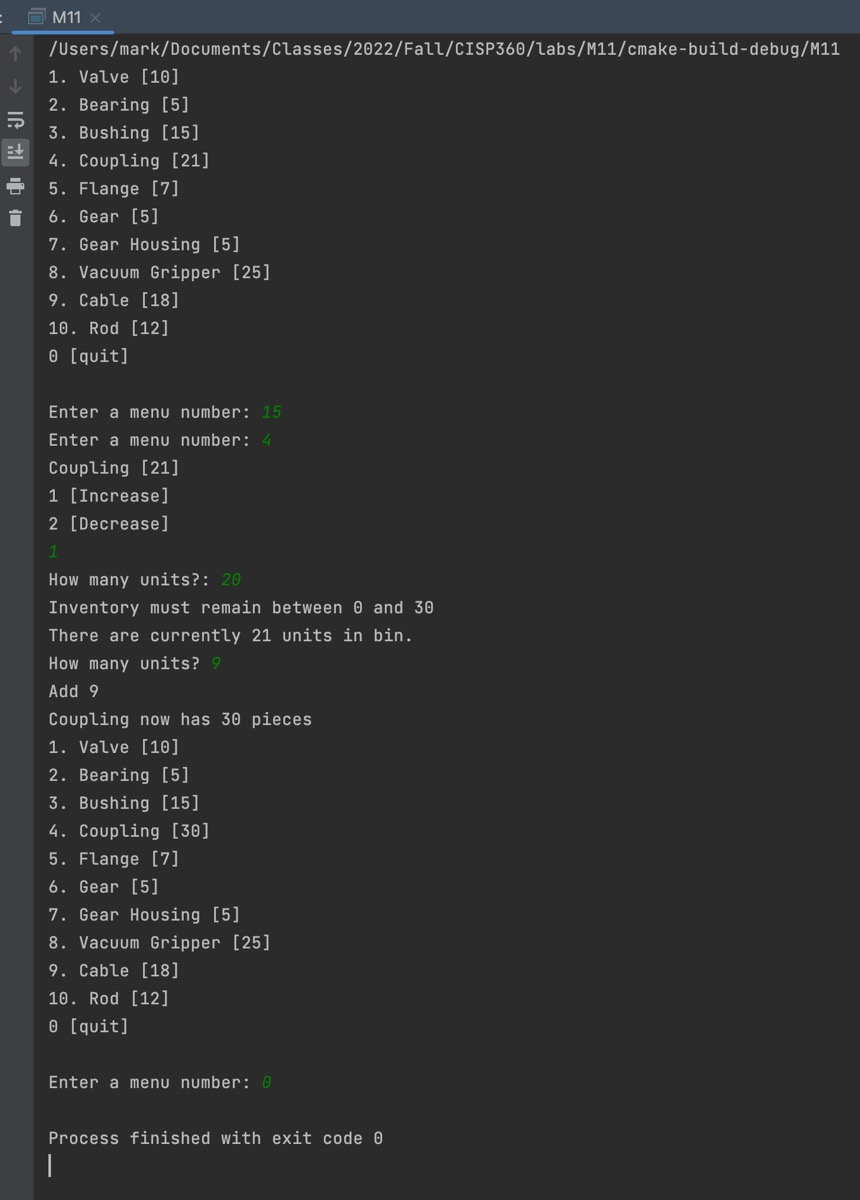 M11
/Users/mark/Documents/Classes/2022/Fall/CISP360/labs/M11/cmake-build-debug/M11
1. Valve [10]
2. Bearing [5]
3. Bushing [15]
4. Coupling [21]
5. Flange [7]
6. Gear [5]
7. Gear Housing [5]
8. Vacuum Gripper [25]
9. Cable [18]
10. Rod [12]
0 [quit]
Enter a menu number: 15
Enter a menu number: 4
Coupling [21]
1 [Increase]
2 [Decrease]
1
How many units?: 20
Inventory must remain between 0 and 30
There are currently 21 units in bin.
How many units? 9
Add 9
Coupling now has 30 pieces
1. Valve [10]
2. Bearing [5]
3. Bushing [15]
4. Coupling [30]
5. Flange [7]
6. Gear [5]
7. Gear Housing [5]
8. Vacuum Gripper [25]
9. Cable [18]
10. Rod [12]
0 [quit]
Enter a menu number: 0
Process finished with exit code 0